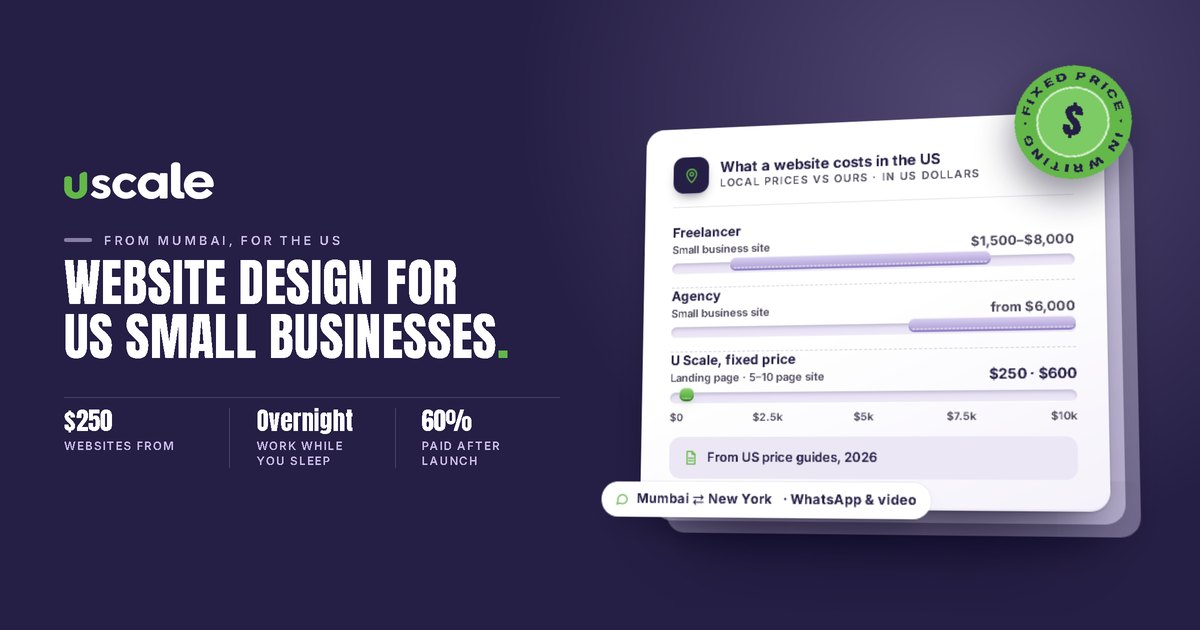 uscale
FROM MUMBAI, FOR THE US
WEBSITE DESIGN FOR
US SMALL BUSINESSES.
$250
WEBSITES FROM
Overnight
WORK WHILE
YOU SLEEP
60%
PAID AFTER
LAUNCH
FIXED PRICE · IN WRITING ·
$
What a website costs in the US
LOCAL PRICES VS OURS · IN US DOLLARS
Freelancer
Small business site
$1,500–$8,000
Agency
Small business site
from $6,000
U Scale, fixed price
Landing page · 5–10 page site
$250 · $600
$0 $2.5k $5k $7.5k $10k
From US price guides, 2026
Mumbai ⇄ New York · WhatsApp & video